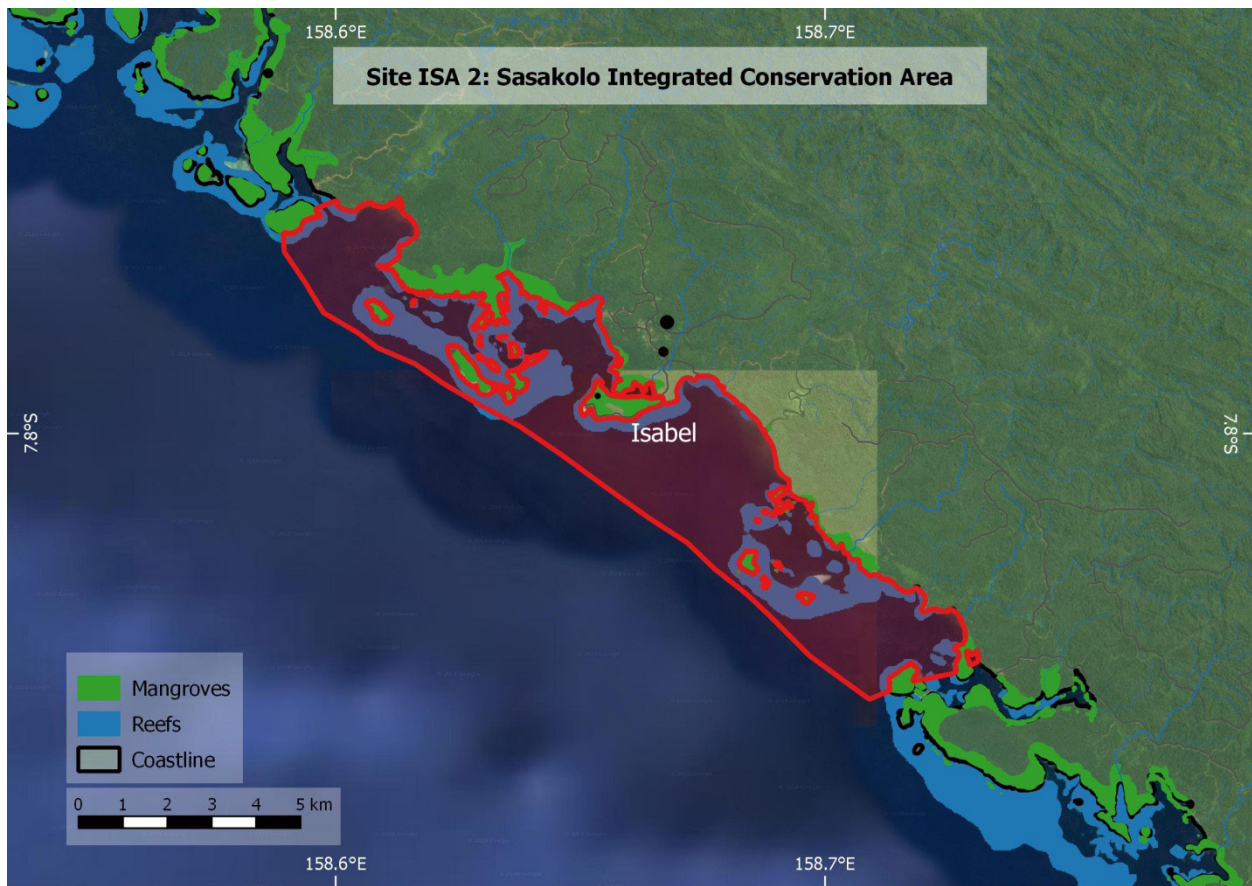 158.6°E
158.7°E
Site ISA 2: Sasakolo Integrated Conservation Area
7.8°S
7.8°S
Isabel
Mangroves
Reefs
Coastline
0 1 2 3 4 5 km
158.6°E
158.7°E